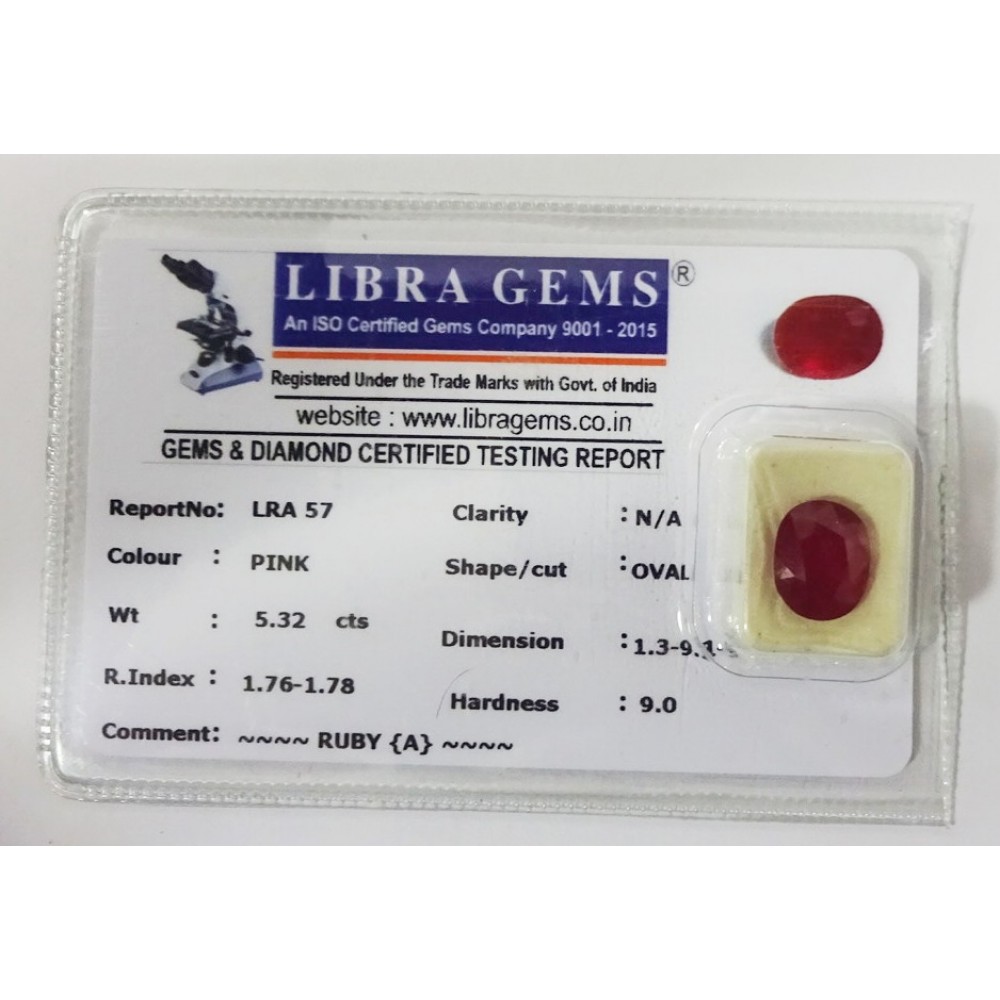 LIBRA GEMS ®
An ISO Certified Gems Company 9001 - 2015
Registered Under the Trade Marks with Govt. of India
website : www.libragems.co.in
GEMS & DIAMOND CERTIFIED TESTING REPORT
ReportNo: LRA 57 Clarity : N/A
Colour : PINK Shape/cut : OVAL
Wt : 5.32 cts Dimension :
R.Index : 1.76-1.78 Hardness : 9.0
Comment: ~~~~ RUBY {A} ~~~~